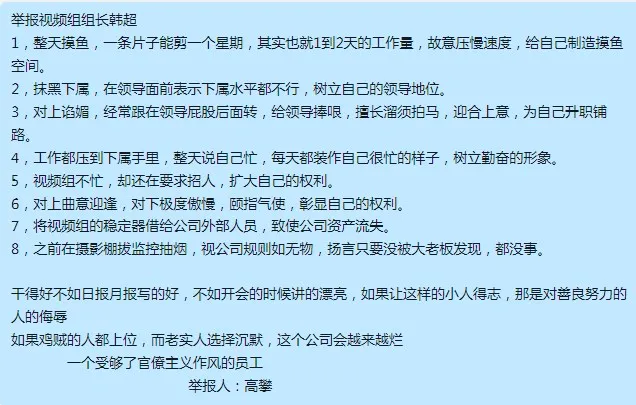 举报视频组组长韩超
1，整天摸鱼，一条片子能剪一个星期，其实也就1到2天的工作量，故意压慢速度，给自己制造摸鱼
空间。
2，抹黑下属，在领导面前表示下属水平都不行，树立自己的领导地位。
3，对上谄媚，经常跟在领导屁股后面转，给领导捧哏，擅长溜须拍马，迎合上意，为自己升职铺
路。
4，工作都压到下属手里，整天说自己忙，每天都装作自己很忙的样子，树立勤奋的形象。
5，视频组不忙，却还在要求招人，扩大自己的权利。
6，对上曲意迎逢，对下极度傲慢，颐指气使，彰显自己的权利。
7，将视频组的稳定器借给公司外部人员，致使公司资产流失。
8，之前在摄影棚拔监控抽烟，视公司规则如无物，扬言只要没被大老板发现，都没事。
干得好不如日报月报写的好，不如开会的时候讲的漂亮，如果让这样的小人得志，那是对善良努力的
人的侮辱
如果鸡贼的人都上位，而老实人选择沉默，这个公司会越来越烂
一个受够了官僚主义作风的员工
举报人：高攀